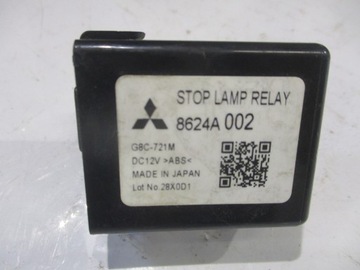 STOP LAMP RELAY
8624A 002
G8C-721M
DC12V >ABS<
MADE IN JAPAN
Lot No.28X0D1